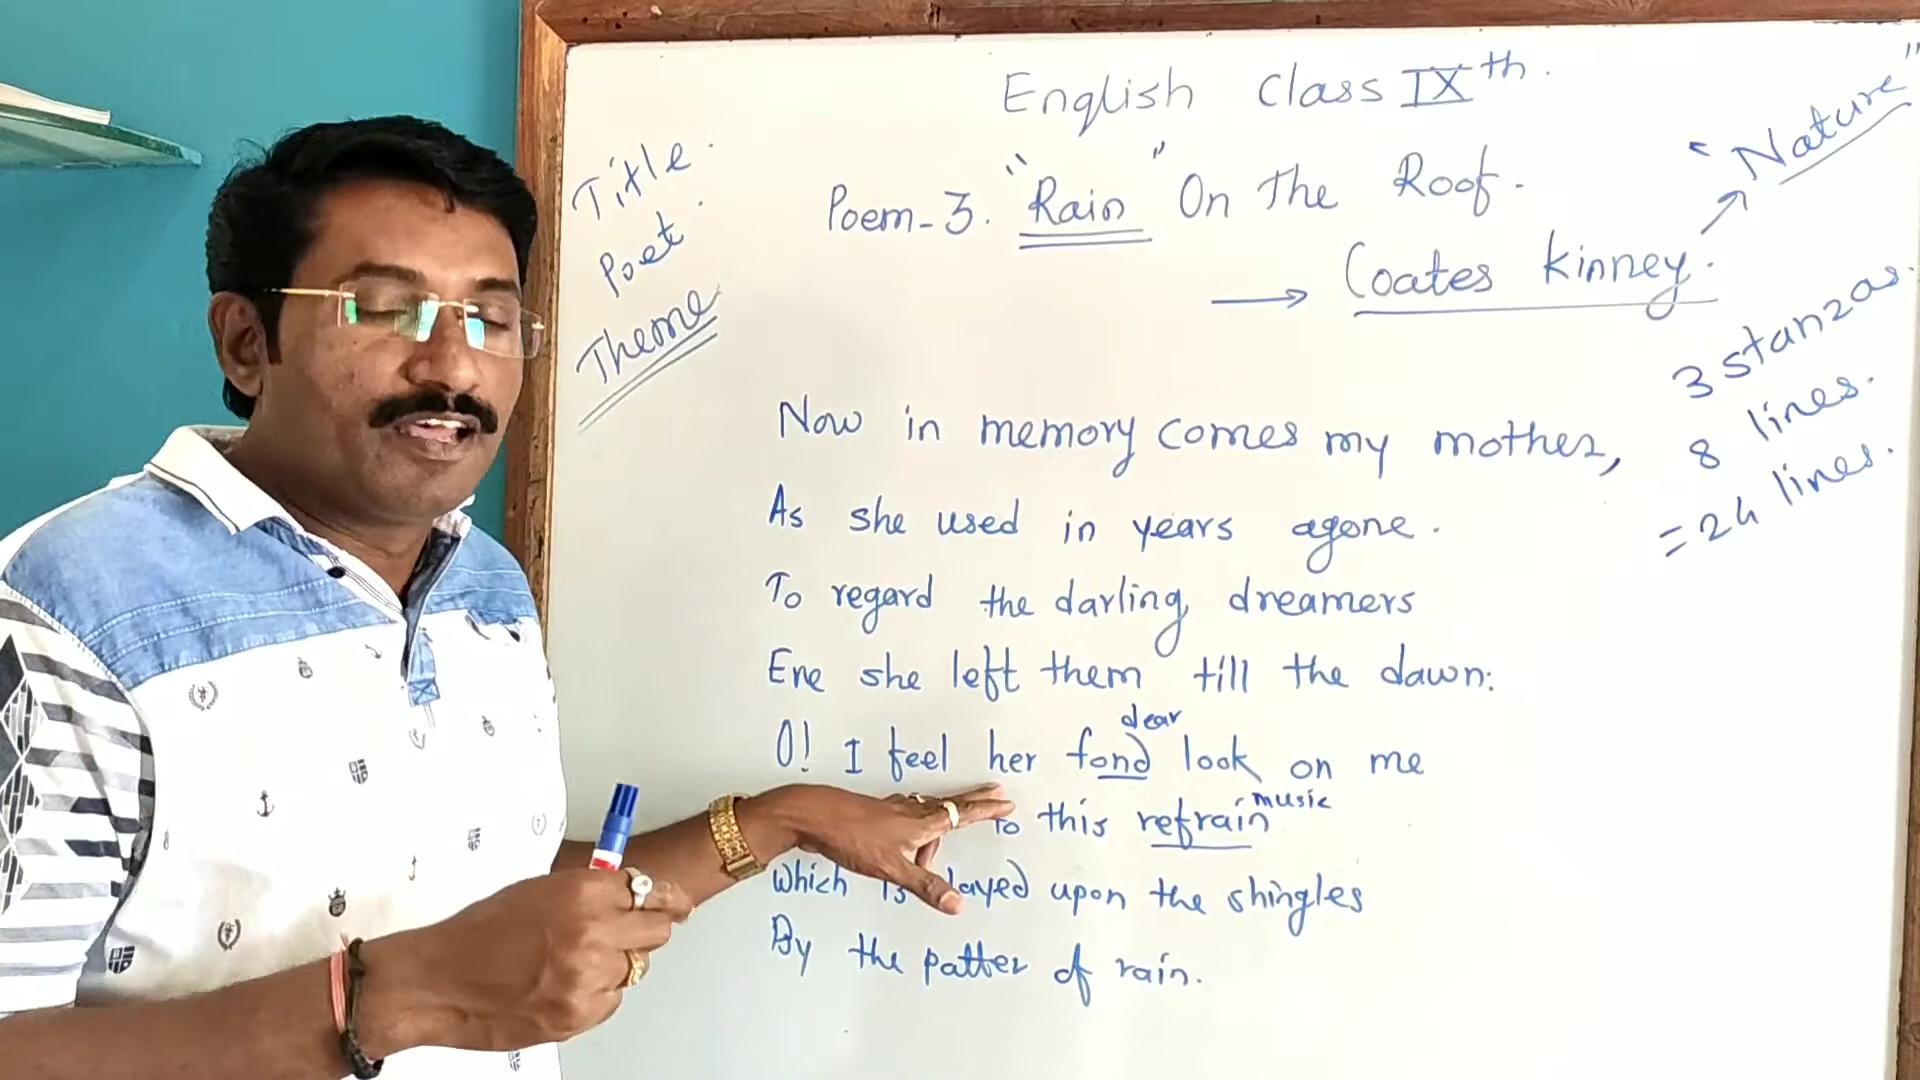 English Class IXth.
Title.
Poet.
Theme
Poem-3. "Rain" On The Roof.
→ Coates Kinney.
"Nature"
3 stanzas.
8 lines.
= 24 lines.
Now in memory comes my mother,
As she used in years agone.
To regard the darling dreamers
Ere she left them till the dawn:
dear
O! I feel her fond look on me
music
To this refrain
Which is layed upon the shingles
By the patter of rain.